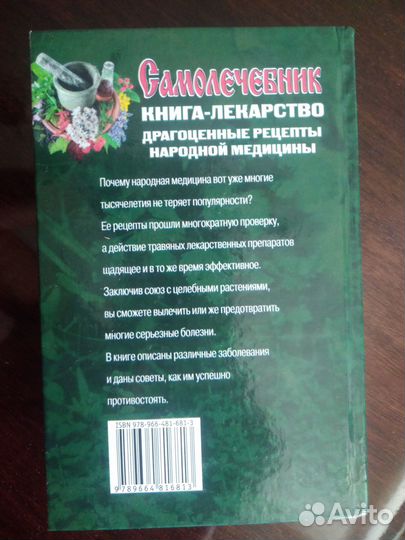 Самолечебник
КНИГА-ЛЕКАРСТВО
ДРАГОЦЕННЫЕ РЕЦЕПТЫ
НАРОДНОЙ МЕДИЦИНЫ
Почему народная медицина вот уже многие
тысячелетия не теряет популярности?
Ее рецепты прошли многократную проверку,
а действие травяных лекарственных препаратов
щадящее и в то же время эффективное.
Заключив союз с целебными растениями,
вы сможете вылечить или же предотвратить
многие серьезные болезни.
В книге описаны различные заболевания
и даны советы, как им успешно
противостоять.
ISBN 978-966-481-681-3
9789664816813
Avito